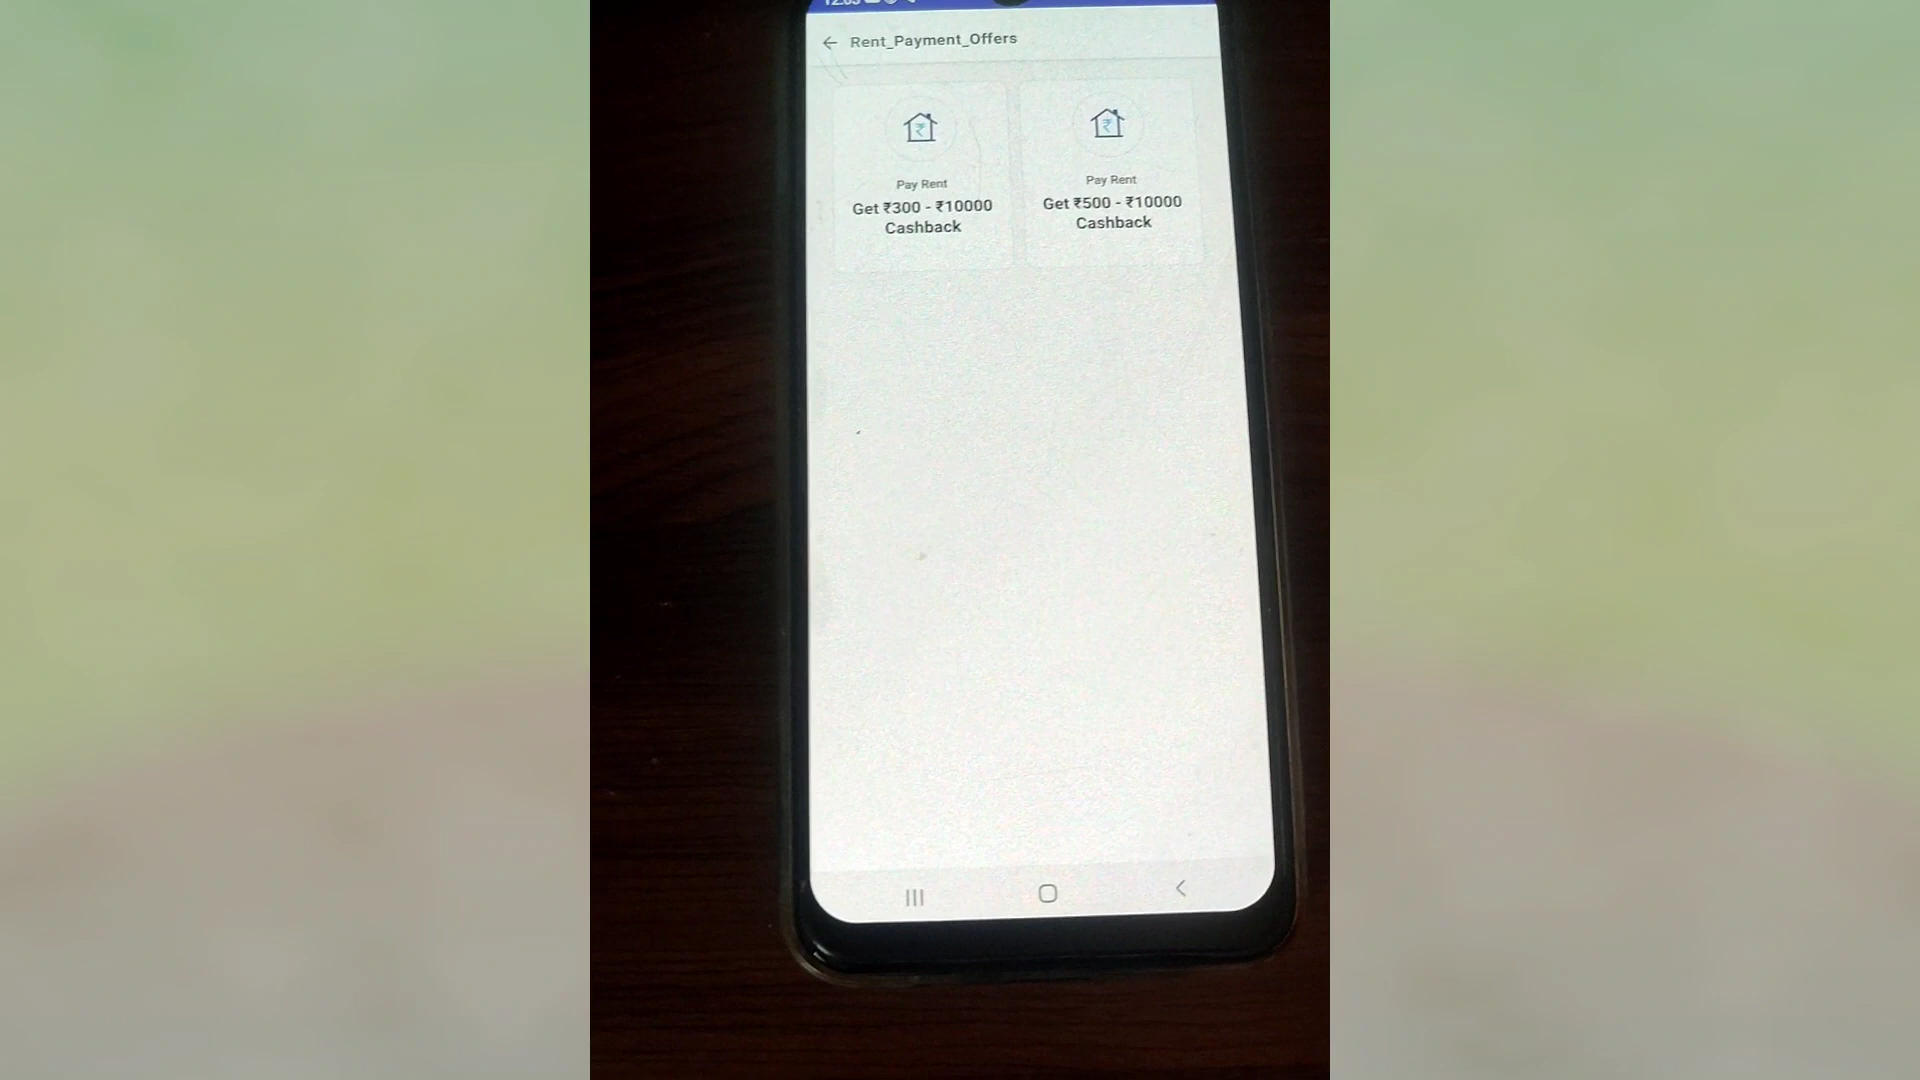 Rent_Payment_Offers
Pay Rent
Get ₹300 - ₹10000
Cashback
Pay Rent
Get ₹500 - ₹10000
Cashback